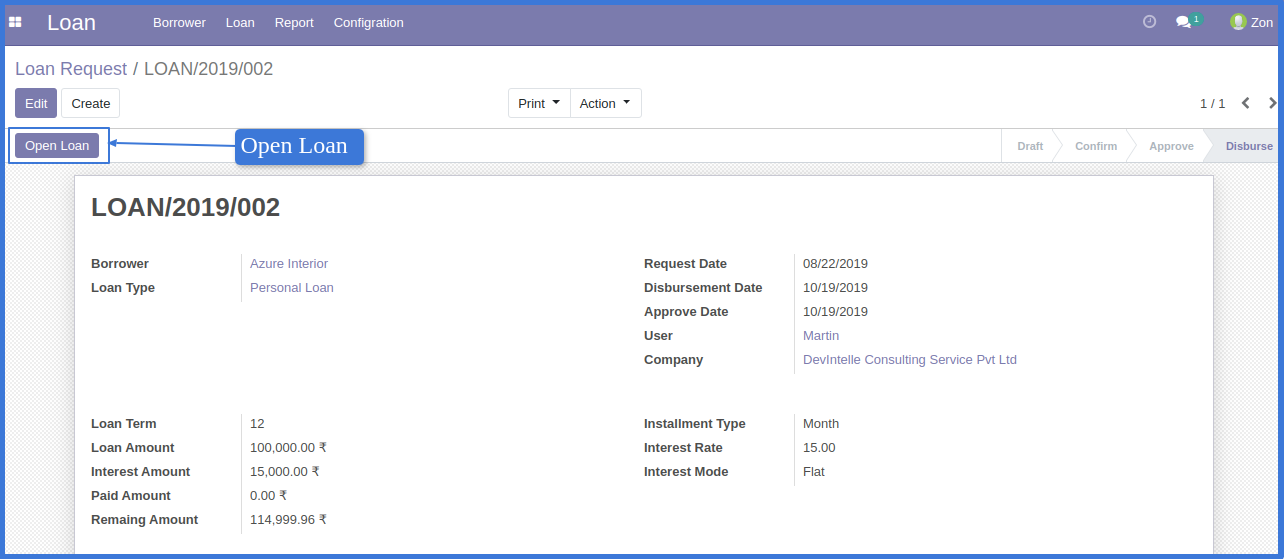 Loan Borrower Loan Report Configration 1 Zon
Loan Request / LOAN/2019/002
Edit Create Print Action 1 / 1
Open Loan Open Loan Draft Confirm Approve Disburse
LOAN/2019/002
Borrower Azure Interior
Loan Type Personal Loan
Request Date 08/22/2019
Disbursement Date 10/19/2019
Approve Date 10/19/2019
User Martin
Company DevIntelle Consulting Service Pvt Ltd
Loan Term 12
Loan Amount 100,000.00 ₹
Interest Amount 15,000.00 ₹
Paid Amount 0.00 ₹
Remaing Amount 114,999.96 ₹
Installment Type Month
Interest Rate 15.00
Interest Mode Flat